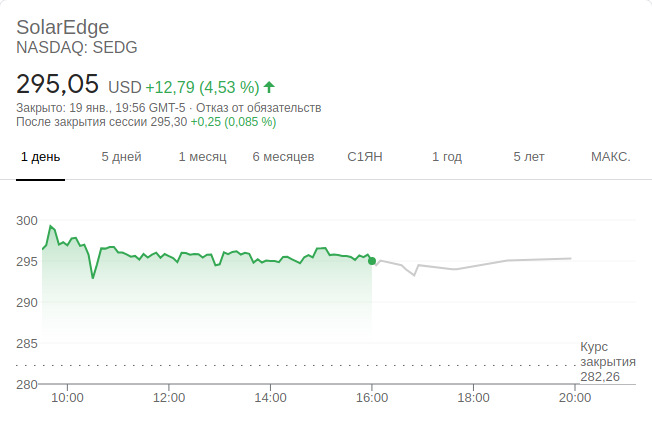 SolarEdge
NASDAQ: SEDG
295,05 USD +12,79 (4,53 %)
Закрыто: 19 янв., 19:56 GMT-5 · Отказ от обязательств
После закрытия сессии 295,30 +0,25 (0,085 %)
1 день 5 дней 1 месяц 6 месяцев С1ЯН 1 год 5 лет МАКС.
300
295
290
285
Курс
закрытия
282,26
280
10:00 12:00 14:00 16:00 18:00 20:00